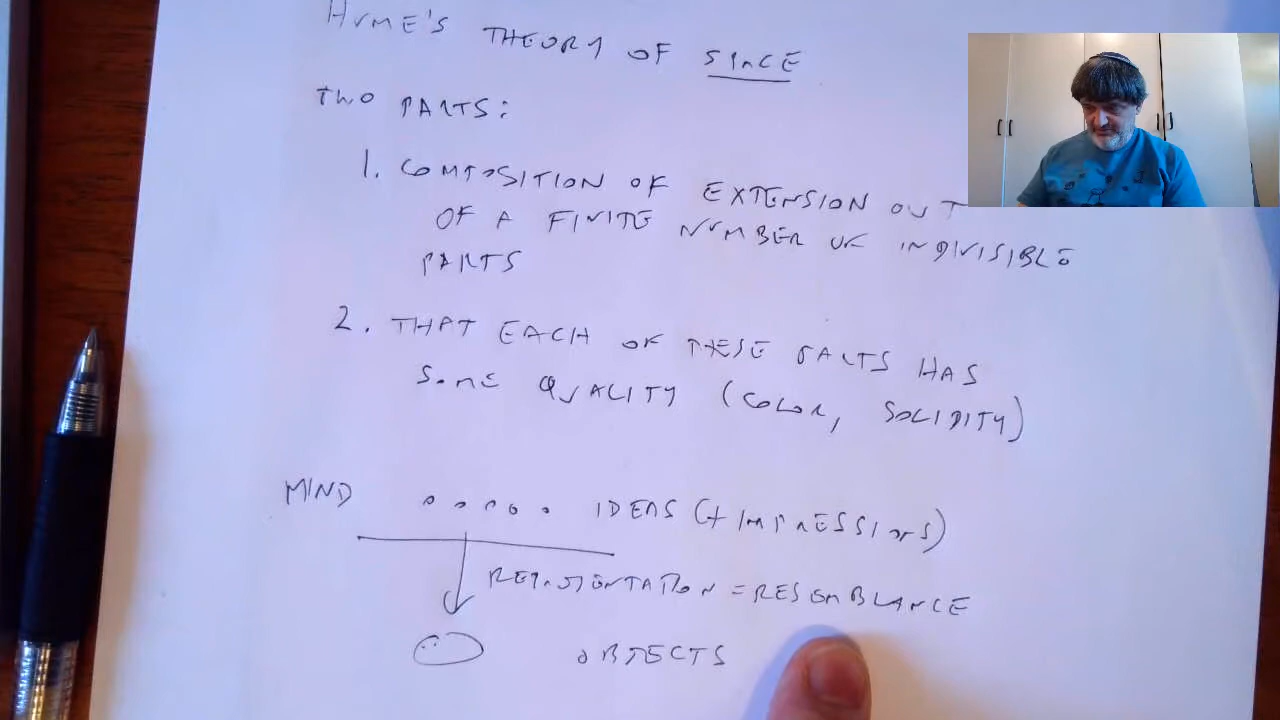 HUME'S THEORY OF SPACE
TWO PARTS:
1. COMPOSITION OF EXTENSION OUT
OF A FINITE NUMBER OF INDIVISIBLE
PARTS
2. THAT EACH OF THESE PARTS HAS
SOME QUALITY (COLOR, SOLIDITY)
MIND IDEAS (+ IMPRESSIONS)
REPRESENTATION = RESEMBLANCE
OBJECTS